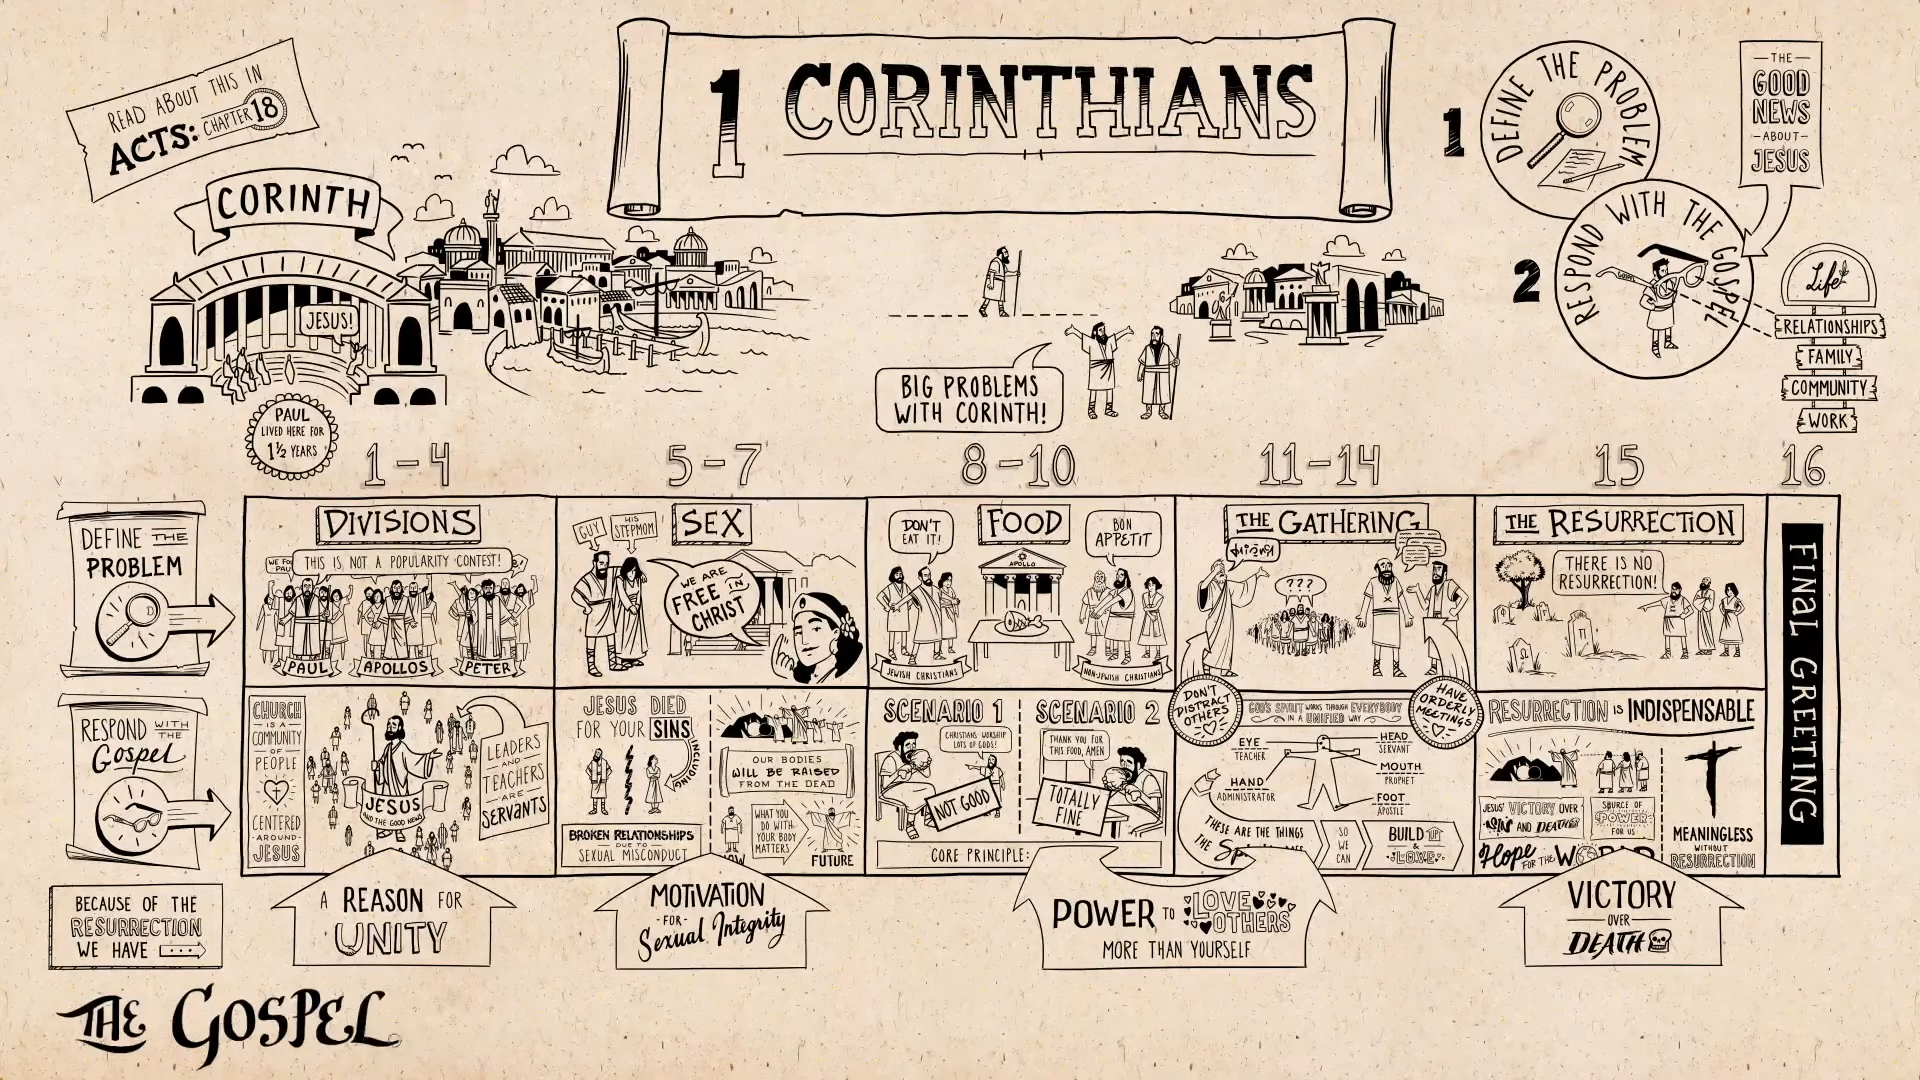 1 CORINTHIANS
READ ABOUT THIS IN
ACTS: CHAPTER 18
CORINTH
JESUS!
PAUL
LIVED HERE FOR
1½ YEARS
BIG PROBLEMS
WITH CORINTH!
1
DEFINE THE PROBLEM
THE
GOOD
NEWS
ABOUT
JESUS
2
RESPOND WITH THE GOSPEL
GOSPEL
Life
RELATIONSHIPS
FAMILY
COMMUNITY
WORK
1-4
5-7
8-10
11-14
15
16
DEFINE THE
PROBLEM
DIVISIONS
WE FO
PAU
THIS IS NOT A POPULARITY CONTEST!
PAUL
APOLLOS
PETER
SEX
GUY
HIS
STEPMOM
WE ARE
FREE IN
CHRIST
FOOD
DON'T
EAT IT!
BON
APPETIT
APOLLO
JEWISH CHRISTIANS
NON-JEWISH CHRISTIANS
THE GATHERING
???
THE RESURRECTION
THERE IS NO
RESURRECTION!
FINAL GREETING
RESPOND WITH
THE
Gospel
CHURCH
IS A
COMMUNITY
OF
PEOPLE
CENTERED
AROUND
JESUS
JESUS
AND THE GOOD NEWS
LEADERS
AND
TEACHERS
ARE
SERVANTS
JESUS DIED
FOR YOUR SINS
INCLUDING
BROKEN RELATIONSHIPS
DUE TO
SEXUAL MISCONDUCT
OUR BODIES
WILL BE RAISED
FROM THE DEAD
WHAT YOU
DO WITH
YOUR BODY
MATTERS
FUTURE
SCENARIO 1
CHRISTIANS WORSHIP
LOTS OF GODS!
NOT GOOD
SCENARIO 2
THANK YOU FOR
THIS FOOD, AMEN
TOTALLY
FINE
CORE PRINCIPLE:
DON'T
DISTRACT
OTHERS
GOD'S SPIRIT WORKS THROUGH EVERYBODY
IN A UNIFIED WAY
HAVE
ORDERLY
MEETINGS
EYE
TEACHER
HAND
ADMINISTRATOR
HEAD
SERVANT
MOUTH
PROPHET
FOOT
APOSTLE
THESE ARE THE THINGS
THE Sp
SO
WE
CAN
BUILD UP
&
LOVE
RESURRECTION IS INDISPENSABLE
JESUS' VICTORY OVER
SIN AND DEATH
SOURCE OF
POWER
FOR US
Hope FOR THE WORLD
MEANINGLESS
WITHOUT
RESURRECTION
BECAUSE OF THE
RESURRECTION
WE HAVE
A REASON FOR
UNITY
MOTIVATION
-FOR-
Sexual Integrity
POWER TO LOVE
OTHERS
MORE THAN YOURSELF
VICTORY
OVER
DEATH
THE GOSPEL